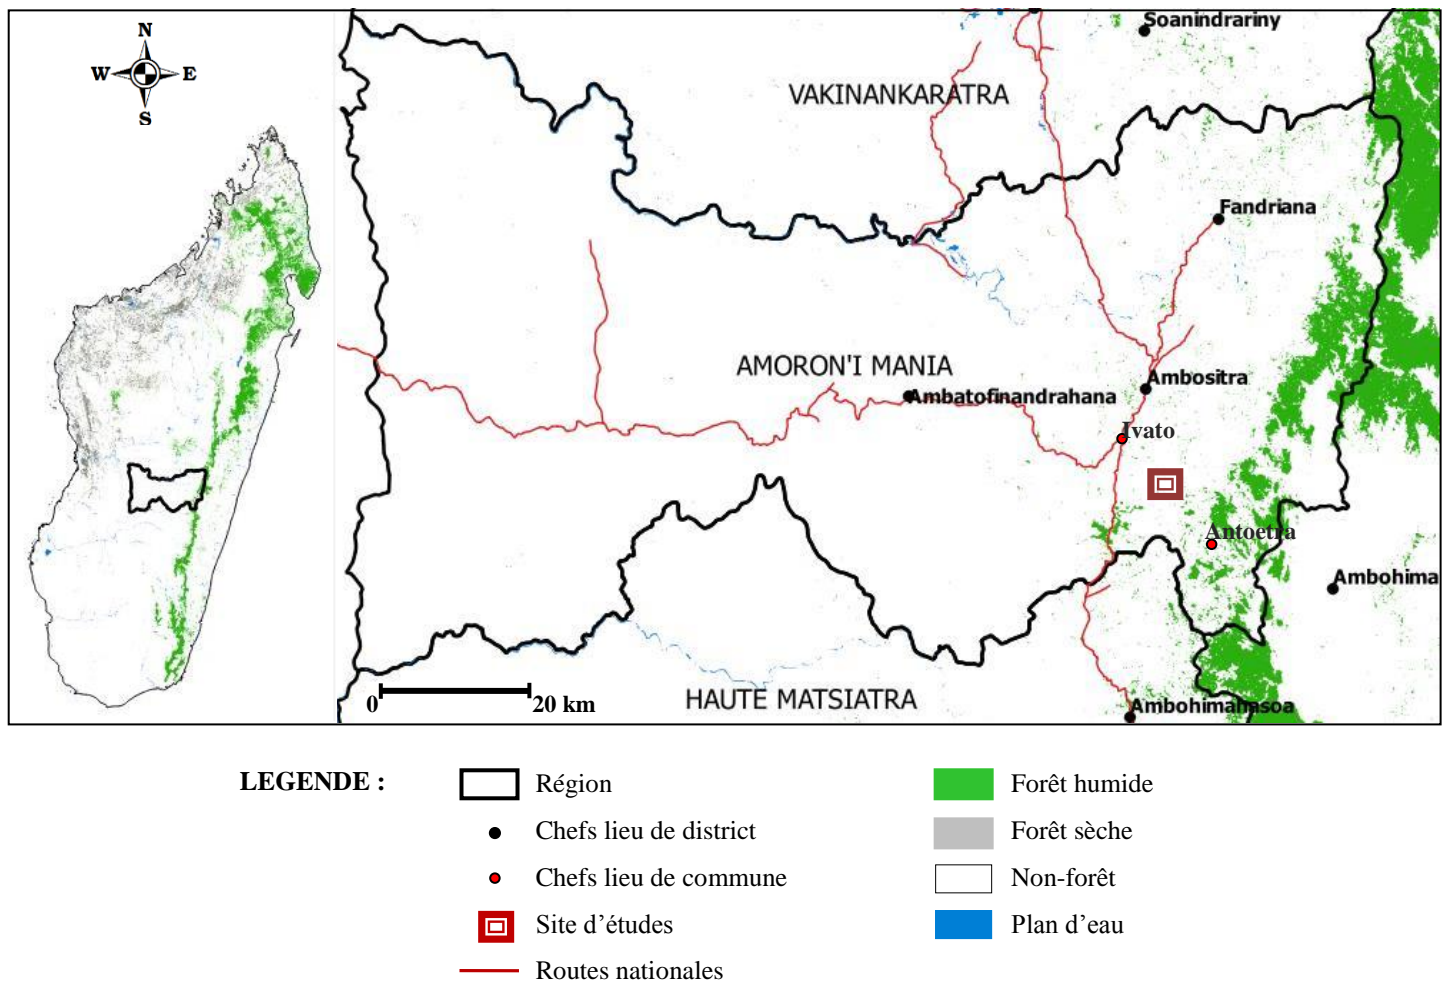 N
W E
S
Soanindrariny
VAKINANKARATRA
Fandriana
AMORON'I MANIA
Ambositra
Ambatofinandrahana
Ivato
Antoetra
Ambohima
0 20 km
HAUTE MATSIATRA
Ambohimahasoa
LEGENDE :
Région
Chefs lieu de district
Chefs lieu de commune
Site d’études
Routes nationales
Forêt humide
Forêt sèche
Non-forêt
Plan d’eau